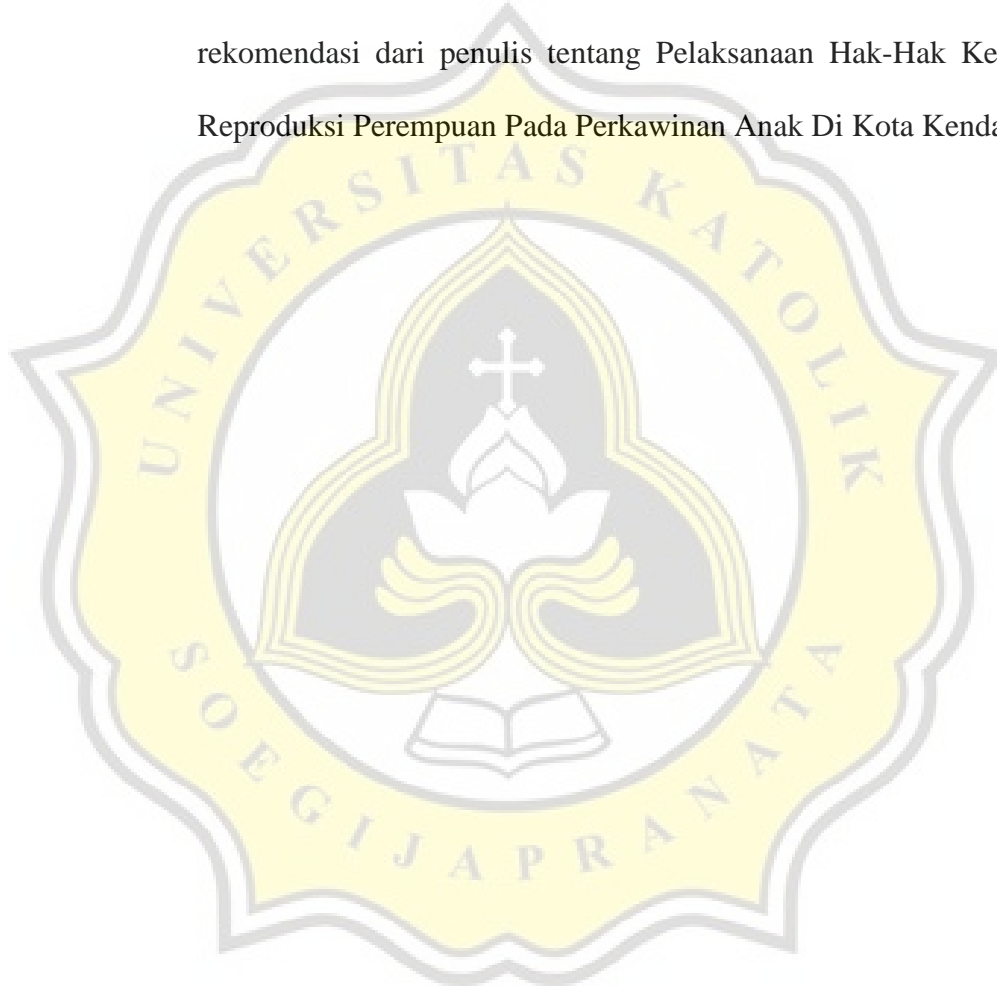 rekomendasi dari penulis tentang Pelaksanaan Hak-Hak Ke
Reproduksi Perempuan Pada Perkawinan Anak Di Kota Kenda
UNIVERSITAS KATOLIK
SOEGIJAPRANATA